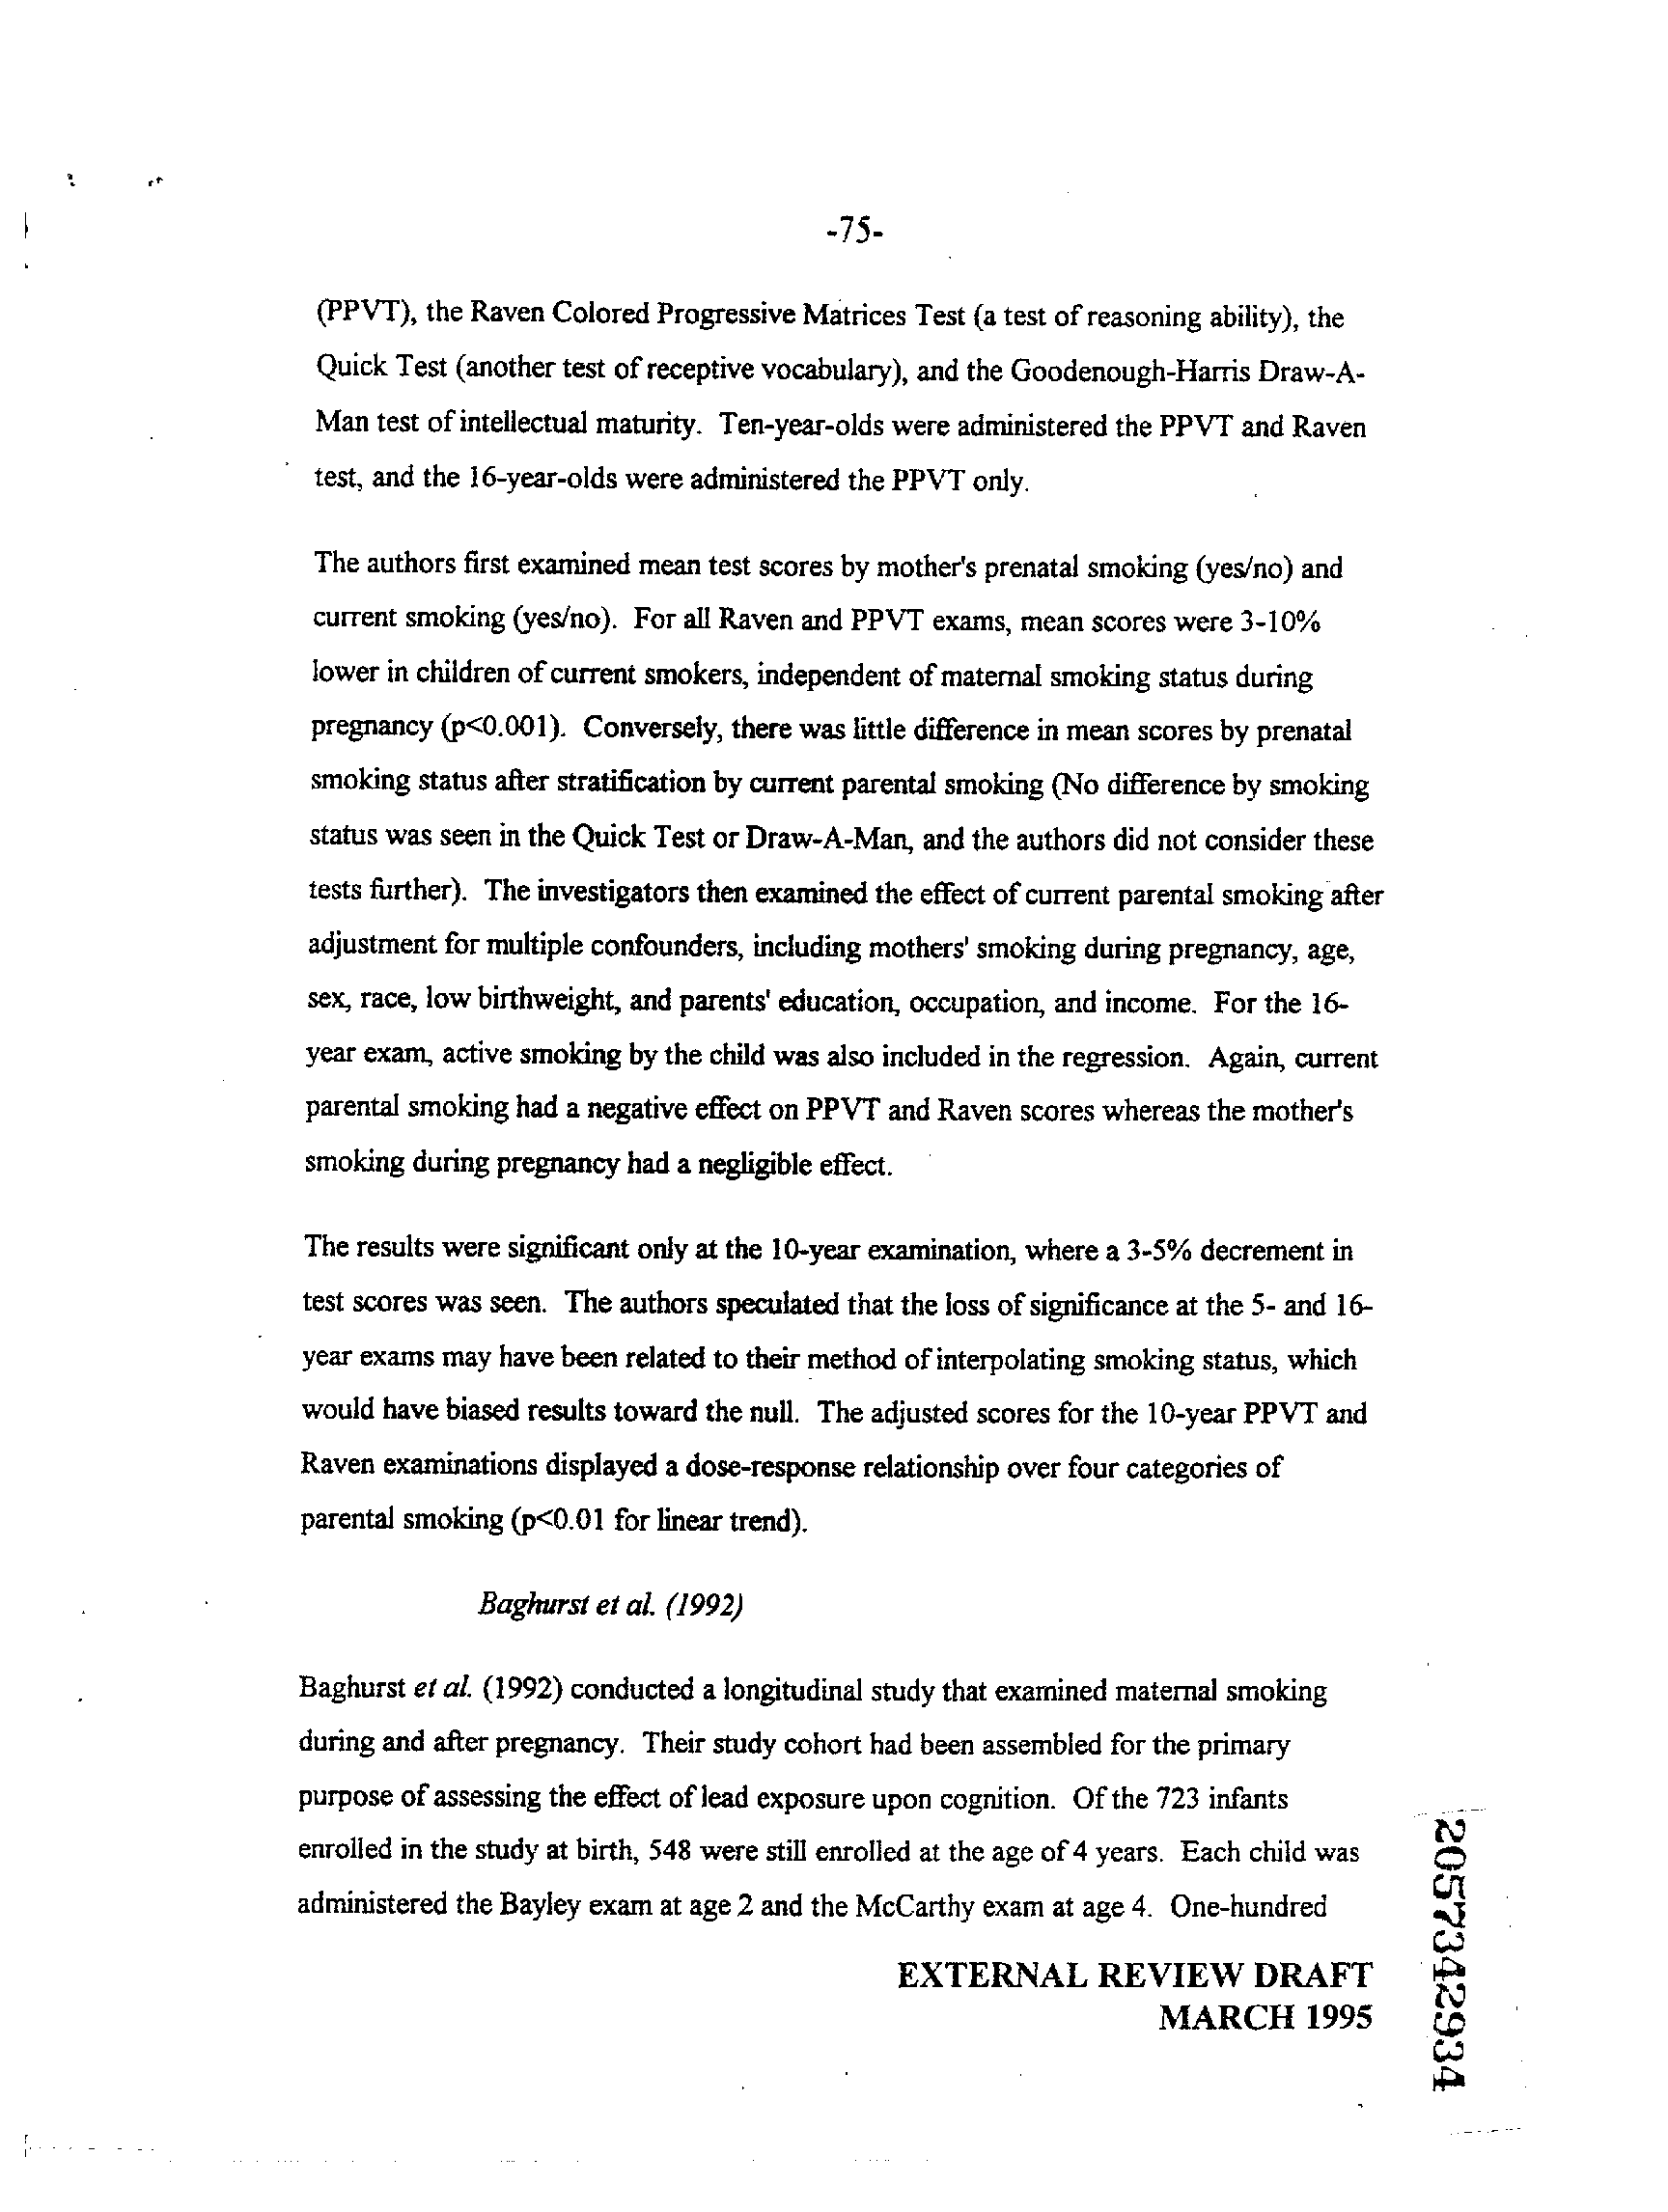 -75-
(PPVT), the Raven Colored Progressive Matrices Test (a test of reasoning ability), the
Quick Test (another test of receptive vocabulary), and the Goodenough-Harris Draw-A-
Man test of intellectual maturity. Ten-year-olds were administered the PPVT and Raven
test, and the 16-year-olds were administered the PPVT only.
The authors first examined mean test scores by mother's prenatal smoking (yes/no) and
current smoking (yes/no). For all Raven and PPVT exams, mean scores were 3-10%
lower in children of current smokers, independent of maternal smoking status during
pregnancy (p<0.001). Conversely, there was little difference in mean scores by prenatal
smoking status after stratification by current parental smoking (No difference by smoking
status was seen in the Quick Test or Draw-A-Man, and the authors did not consider these
tests further). The investigators then examined the effect of current parental smoking after
adjustment for multiple confounders, including mothers' smoking during pregnancy, age,
sex, race, low birthweight, and parents' education, occupation, and income. For the 16-
year exam, active smoking by the child was also included in the regression. Again, current
parental smoking had a negative effect on PPVT and Raven scores whereas the mother's
smoking during pregnancy had a negligible effect.
The results were significant only at the 10-year examination, where a 3-5% decrement in
test scores was seen. The authors speculated that the loss of significance at the 5- and 16-
year exams may have been related to their method of interpolating smoking status, which
would have biased results toward the null. The adjusted scores for the 10-year PPVT and
Raven examinations displayed a dose-response relationship over four categories of
parental smoking (p<0.01 for linear trend).
Baghurst et al. (1992)
Baghurst et al. (1992) conducted a longitudinal study that examined maternal smoking
during and after pregnancy. Their study cohort had been assembled for the primary
purpose of assessing the effect of lead exposure upon cognition. Of the 723 infants
enrolled in the study at birth, 548 were still enrolled at the age of 4 years. Each child was
administered the Bayley exam at age 2 and the McCarthy exam at age 4. One-hundred
EXTERNAL REVIEW DRAFT
MARCH 1995
2057342934